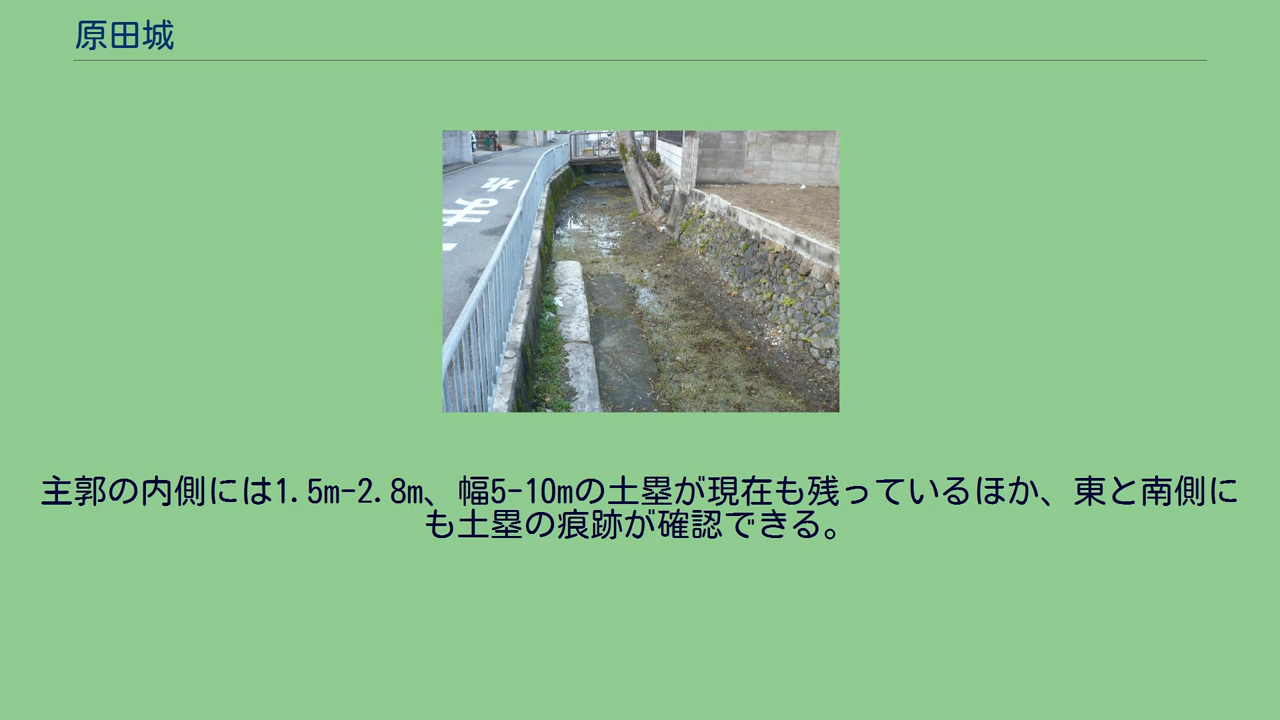 原田城
主郭の内側には1.5m-2.8m、幅5-10mの土塁が現在も残っているほか、東と南側に
も土塁の痕跡が確認できる。